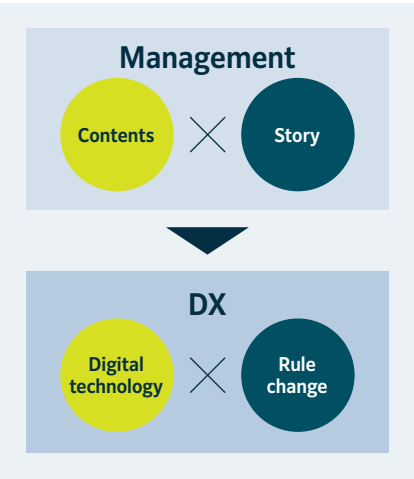 Management
Contents
Story
DX
Digital
technology
Rule
change